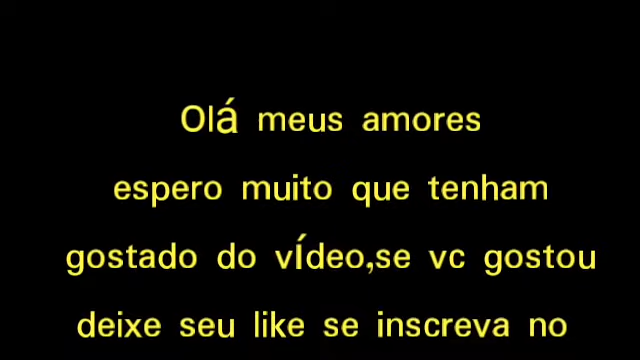 Olá meus amores
espero muito que tenham
gostado do vídeo,se vc gostou
deixe seu like se inscreva no